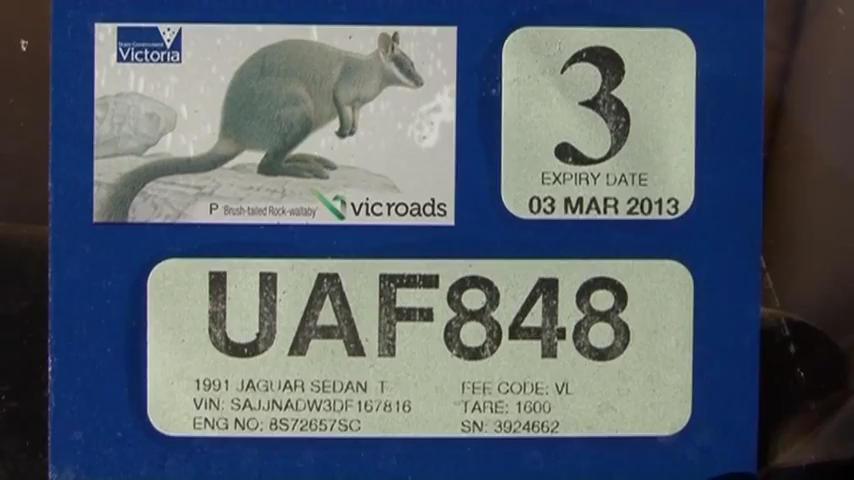 State Government
Victoria
P 'Brush-tailed Rock-wallaby' vicroads
3
EXPIRY DATE
03 MAR 2013
UAF848
1991 JAGUAR SEDAN T
VIN: SAJJNADW3DF167816
ENG NO: 8S72657SC
FEE CODE: VL
TARE: 1600
SN: 3924662